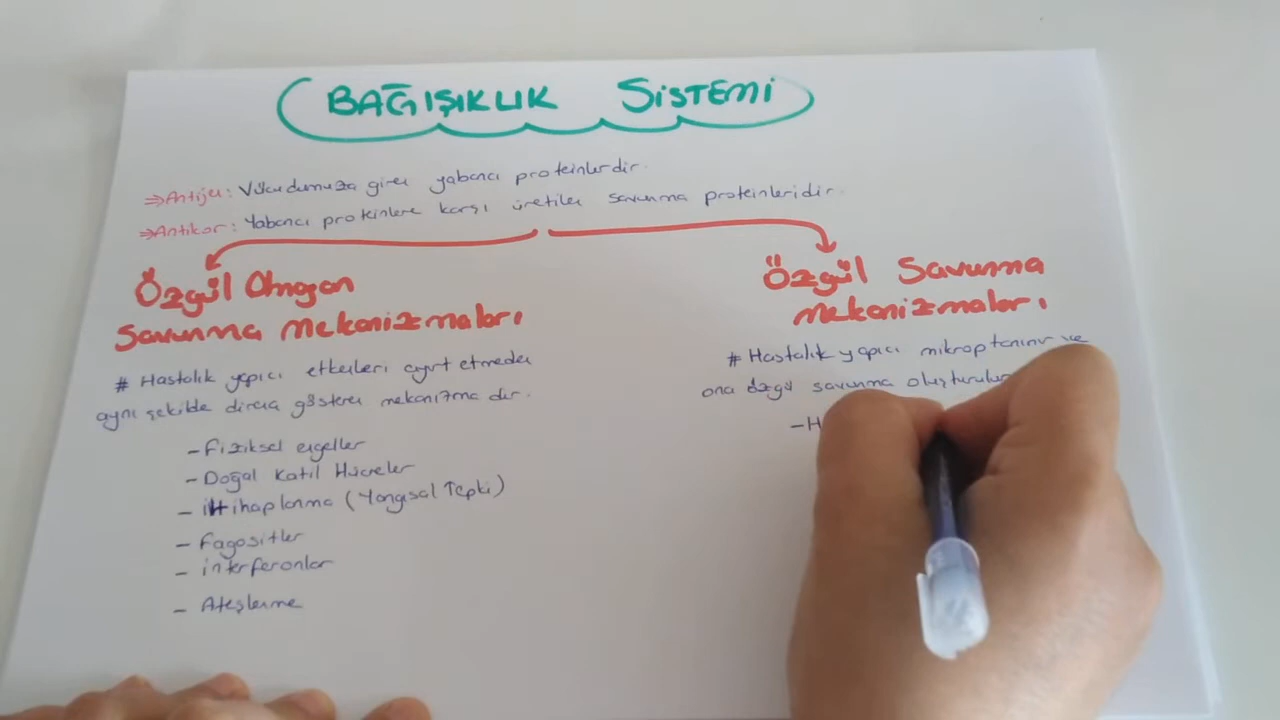 BAĞIŞIKLIK SİSTEMİ
⇒Antijen: Vücudumuza giren yabancı proteinlerdir.
⇒Antikor: Yabancı proteinlere karşı üretilen savunma proteinleridir.
Özgül Olmayan
Savunma Mekanizmaları
# Hastalık yapıcı etkenleri ayırt etmeden
aynı şekilde direnç gösteren mekanizmadır.
- Fiziksel engeller
- Doğal Katil Hücreler
- İltihaplanma (Yangısal Tepki)
- Fagositler
- İnterferonlar
- Ateşlenme
Özgül Savunma
Mekanizmaları
# Hastalık yapıcı mikrop tanınır ve
ona özgü savunma oluşturulur
- H